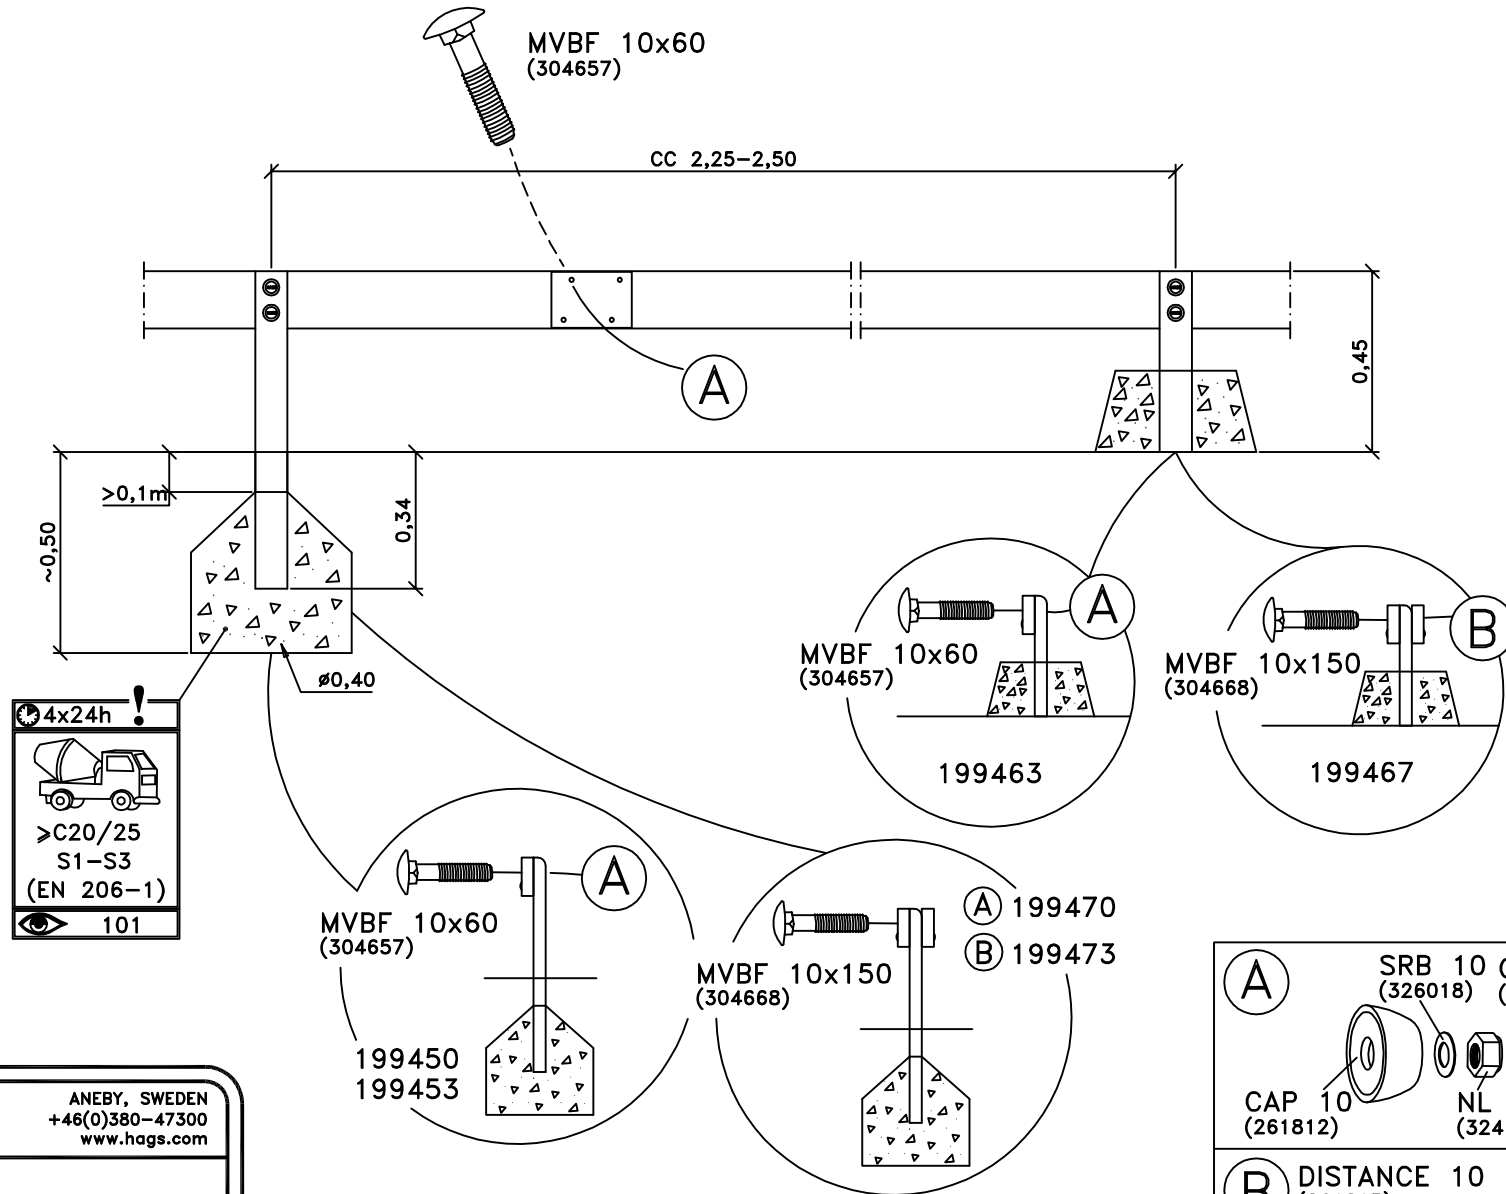 MVBF 10x60
(304657)
CC 2,25-2,50
A
0,45
>0,1m
~0,50
0,34
ø0,40
4x24h !
≥C20/25
S1-S3
(EN 206-1)
101
A
MVBF 10x60
(304657)
199463
B
MVBF 10x150
(304668)
199467
A
MVBF 10x60
(304657)
199450
199453
A 199470
B 199473
MVBF 10x150
(304668)
ANEBY, SWEDEN
+46(0)380-47300
www.hags.com
A
SRB 10
(326018)
CAP 10
(261812)
NL
(324
B
DISTANCE 10